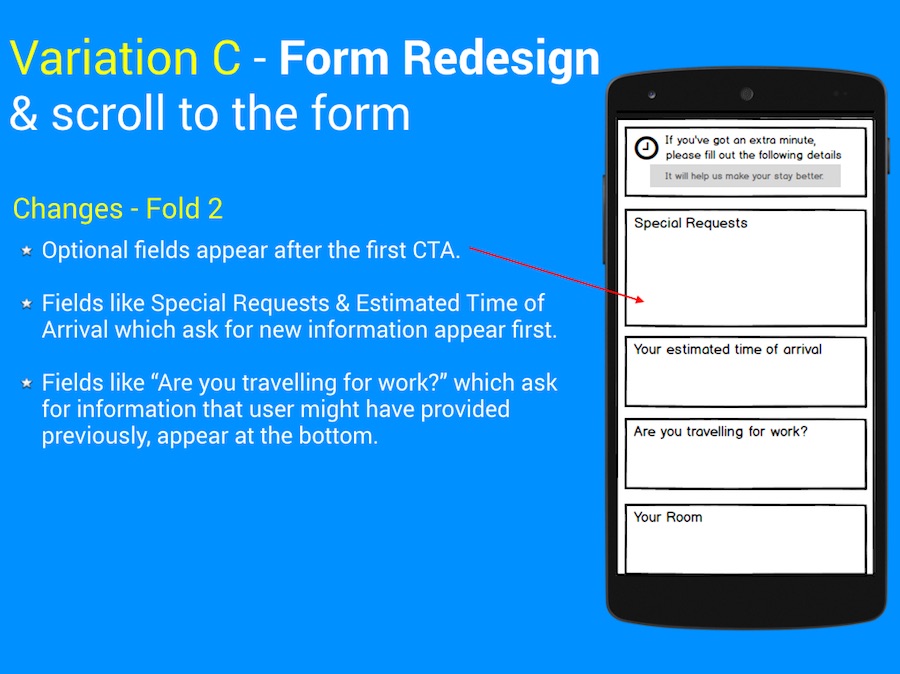 Variation C - Form Redesign
& scroll to the form
Changes - Fold 2
Optional fields appear after the first CTA.
Fields like Special Requests & Estimated Time of
Arrival which ask for new information appear first.
Fields like “Are you travelling for work?” which ask
for information that user might have provided
previously, appear at the bottom.
If you've got an extra minute,
please fill out the following details
It will help us make your stay better.
Special Requests
Your estimated time of arrival
Are you travelling for work?
Your Room